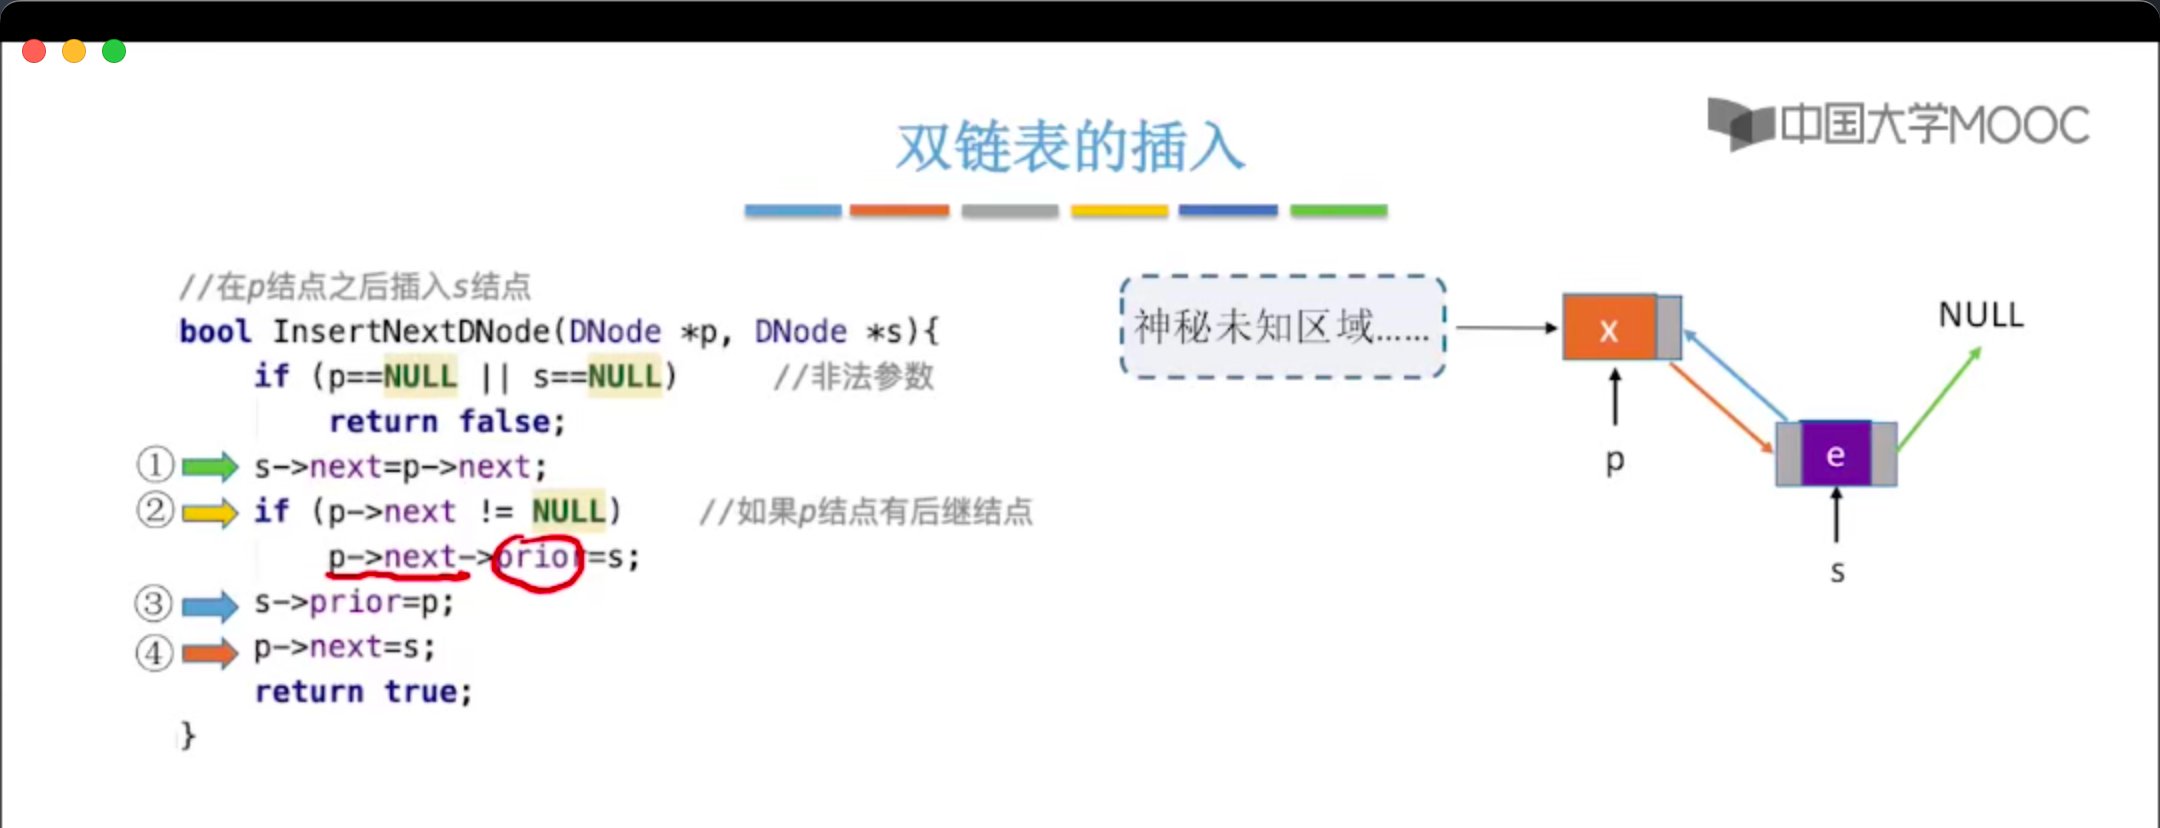 中国大学MOOC
双链表的插入
//在p结点之后插入s结点
bool InsertNextDNode(DNode *p, DNode *s){
if (p==NULL || s==NULL) //非法参数
return false;
① s->next=p->next;
② if (p->next != NULL) //如果p结点有后继结点
p->next->prior=s;
③ s->prior=p;
④ p->next=s;
return true;
}
神秘未知区域……
x
NULL
p
e
s